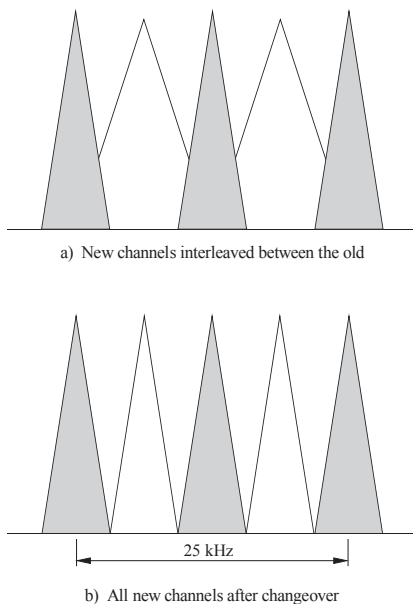 a) New channels interleaved between the old
25 kHz
b) All new channels after changeover